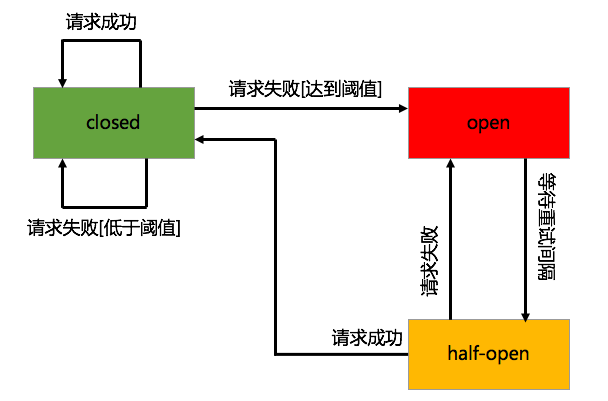 请求成功
请求失败[达到阈值]
closed
open
请求失败[低于阈值]
等待重试间隔
请求失败
请求成功
half-open